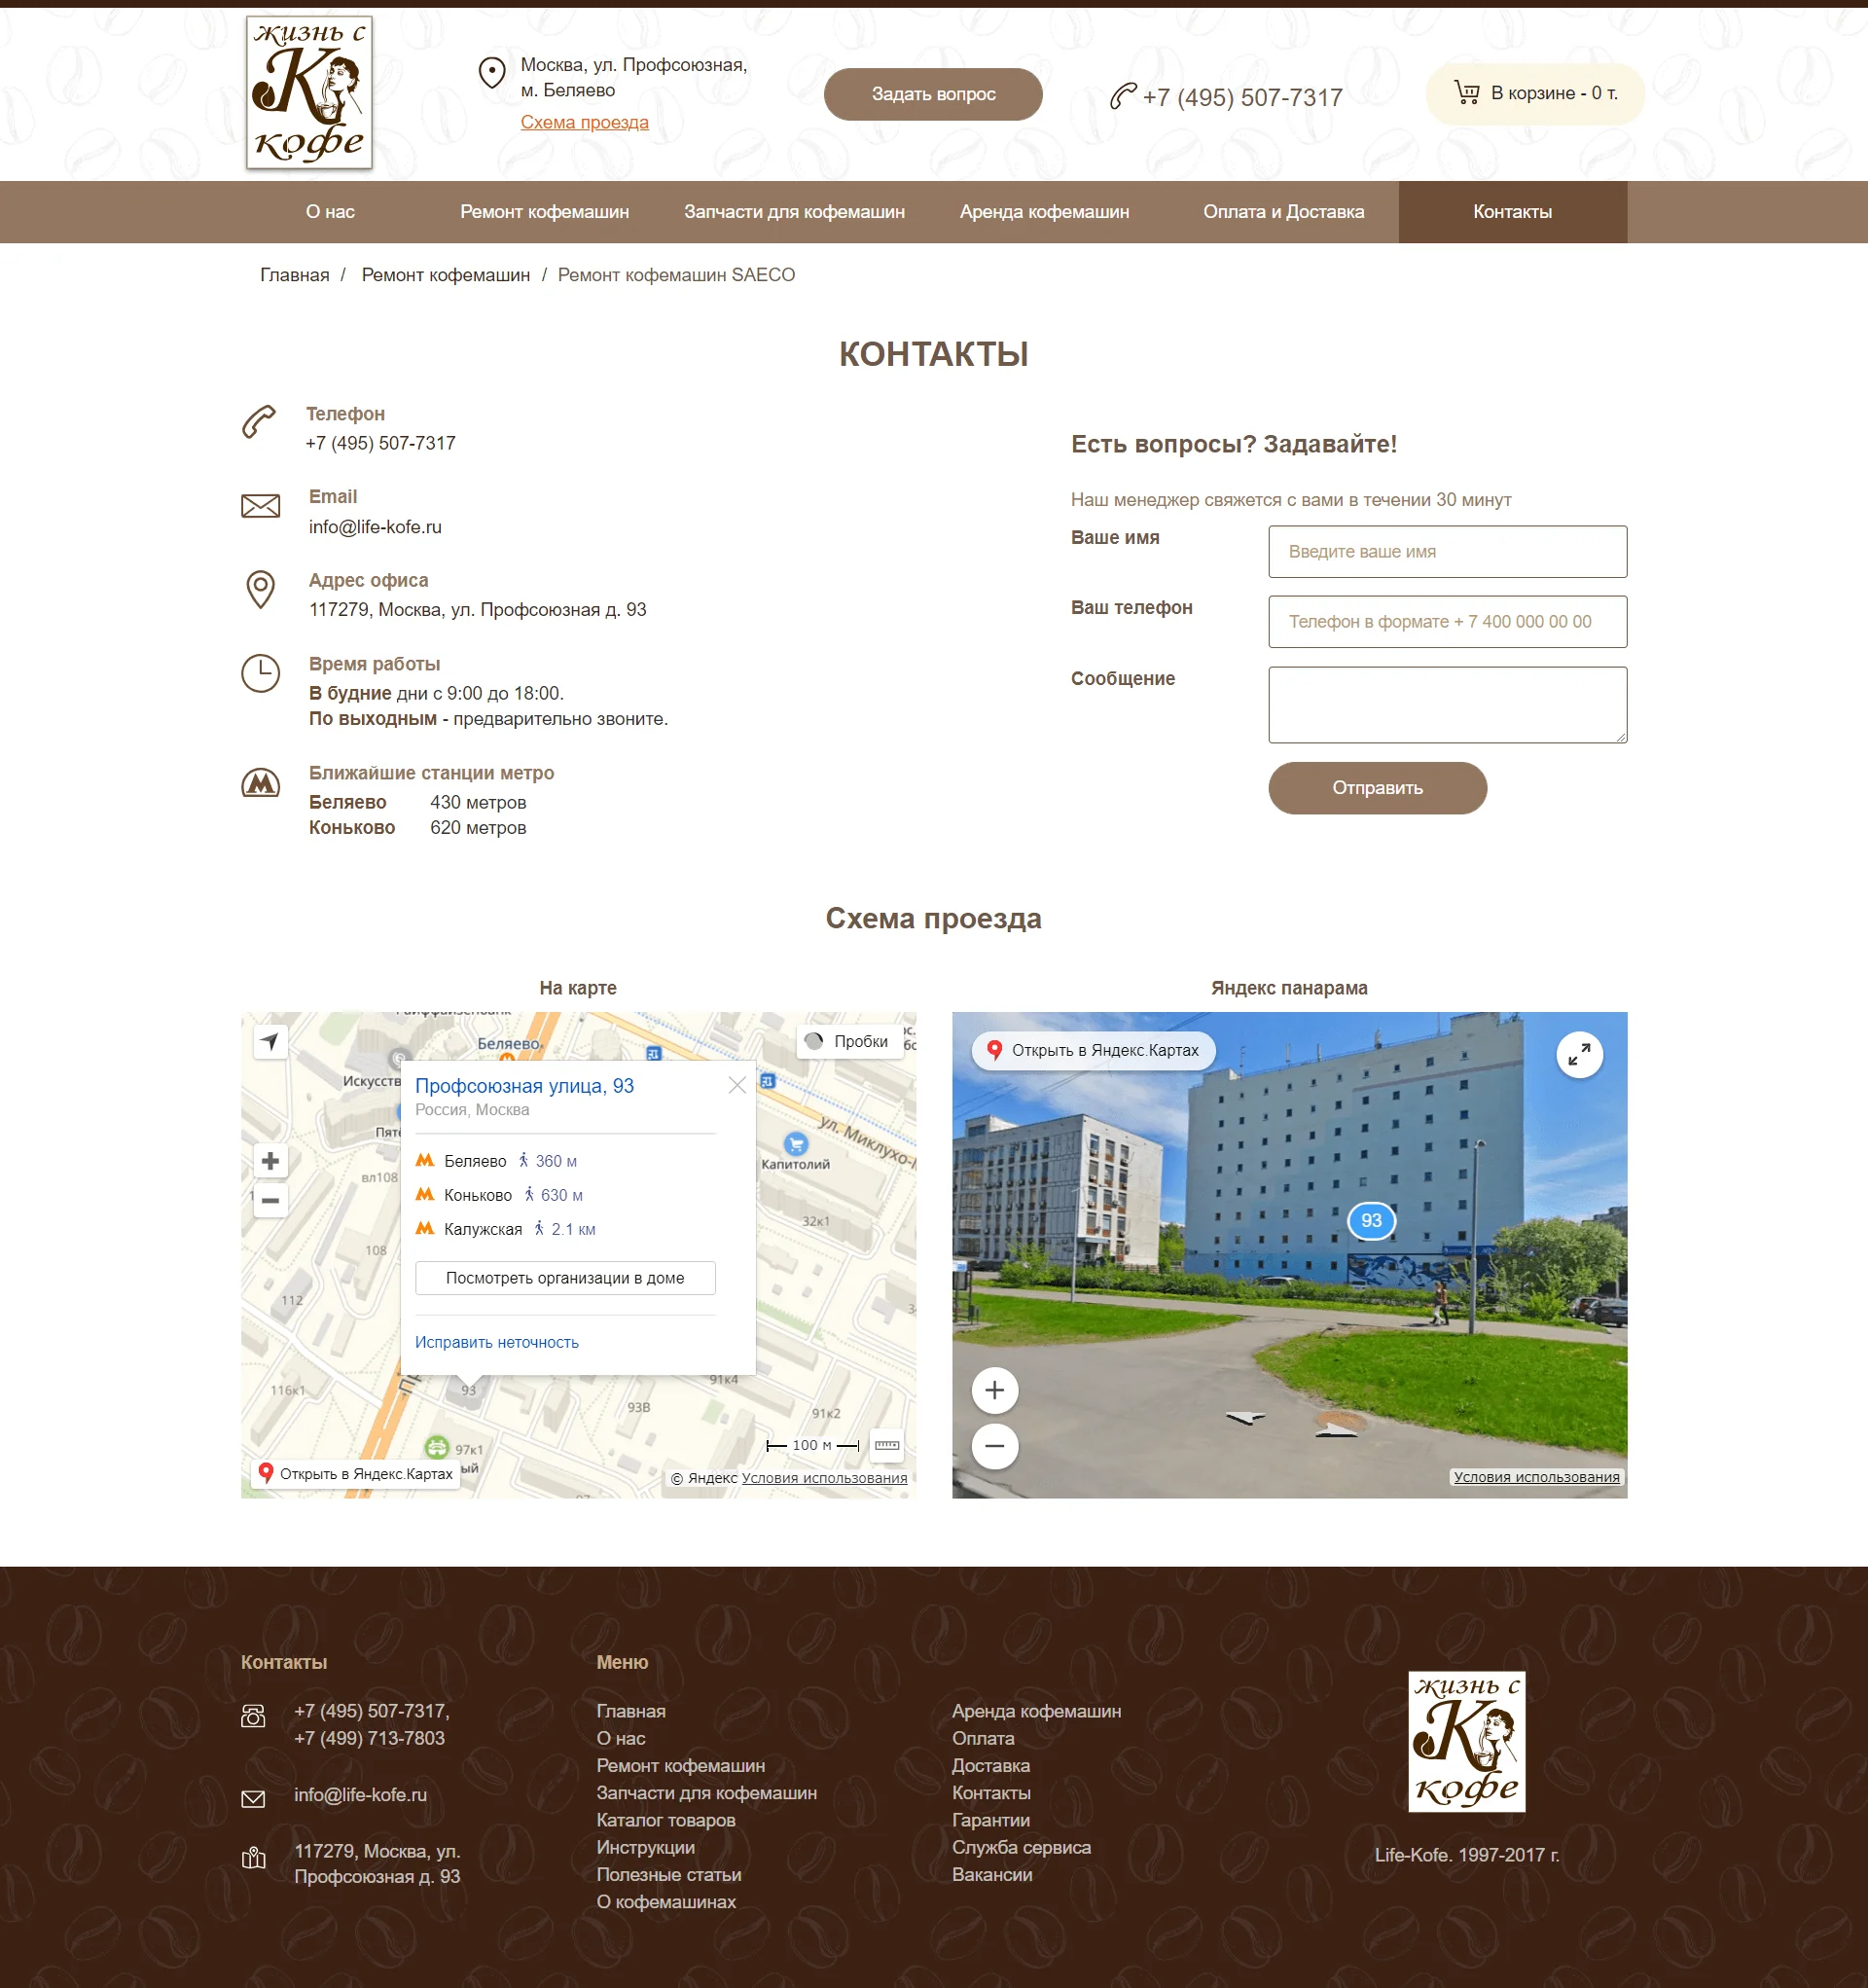 жизнь с
К
кофе
Москва, ул. Профсоюзная,
м. Беляево
Схема проезда
Задать вопрос
+7 (495) 507-7317
В корзине - 0 т.
О нас
Ремонт кофемашин
Запчасти для кофемашин
Аренда кофемашин
Оплата и Доставка
Контакты
Главная / Ремонт кофемашин / Ремонт кофемашин SAECO
КОНТАКТЫ
Телефон
+7 (495) 507-7317
Email
info@life-kofe.ru
Адрес офиса
117279, Москва, ул. Профсоюзная д. 93
Время работы
В будние дни с 9:00 до 18:00.
По выходным - предварительно звоните.
Ближайшие станции метро
Беляево 430 метров
Коньково 620 метров
Есть вопросы? Задавайте!
Наш менеджер свяжется с вами в течении 30 минут
Ваше имя
Введите ваше имя
Ваш телефон
Телефон в формате + 7 400 000 00 00
Сообщение
Отправить
Схема проезда
На карте
Беляево
Пробки
Искусств
Профсоюзная улица, 93
Россия, Москва
Беляево 360 м
Коньково 630 м
Калужская 2.1 км
Посмотреть организации в доме
Исправить неточность
ул. Миклухо-
Капитолий
Пяте
вл108
32к1
108
112
116к1
93
91к4
93В
91к2
97к1
ый
100 м
Открыть в Яндекс.Картах
© Яндекс Условия использования
Яндекс панарама
Открыть в Яндекс.Картах
93
Условия использования
Контакты
+7 (495) 507-7317,
+7 (499) 713-7803
info@life-kofe.ru
117279, Москва, ул.
Профсоюзная д. 93
Меню
Главная
О нас
Ремонт кофемашин
Запчасти для кофемашин
Каталог товаров
Инструкции
Полезные статьи
О кофемашинах
Аренда кофемашин
Оплата
Доставка
Контакты
Гарантии
Служба сервиса
Вакансии
жизнь с
К
кофе
Life-Kofe. 1997-2017 г.